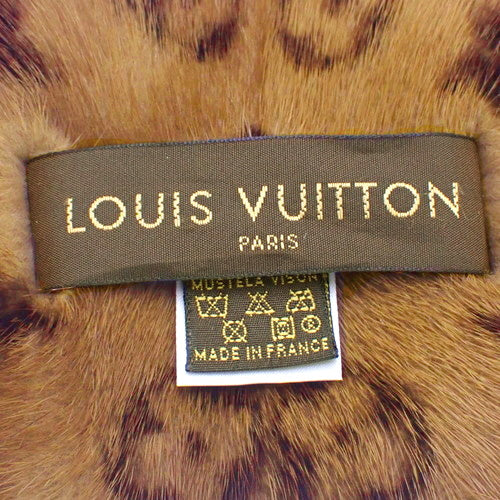 LOUIS VUITTON
PARIS
MUSTELA VISON
®
MADE IN FRANCE